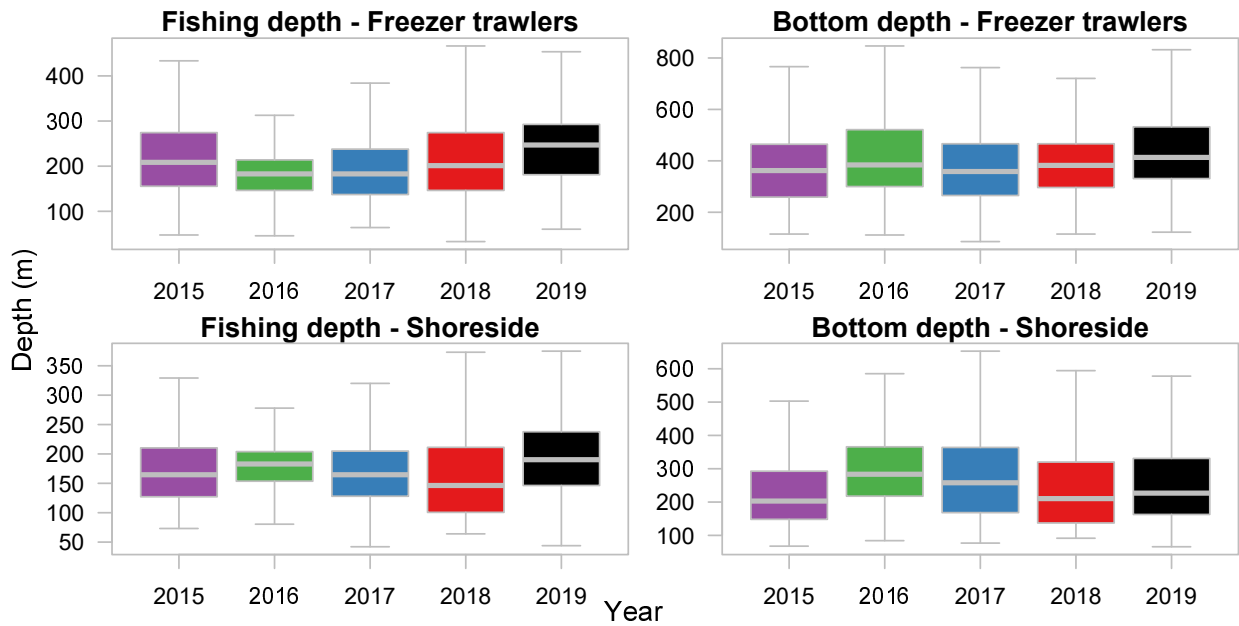 Fishing depth - Freezer trawlers
400
300
200
100
2015 2016 2017 2018 2019
Bottom depth - Freezer trawlers
800
600
400
200
2015 2016 2017 2018 2019
Depth (m)
Fishing depth - Shoreside
350
300
250
200
150
100
50
2015 2016 2017 2018 2019
Bottom depth - Shoreside
600
500
400
300
200
100
2015 2016 2017 2018 2019
Year